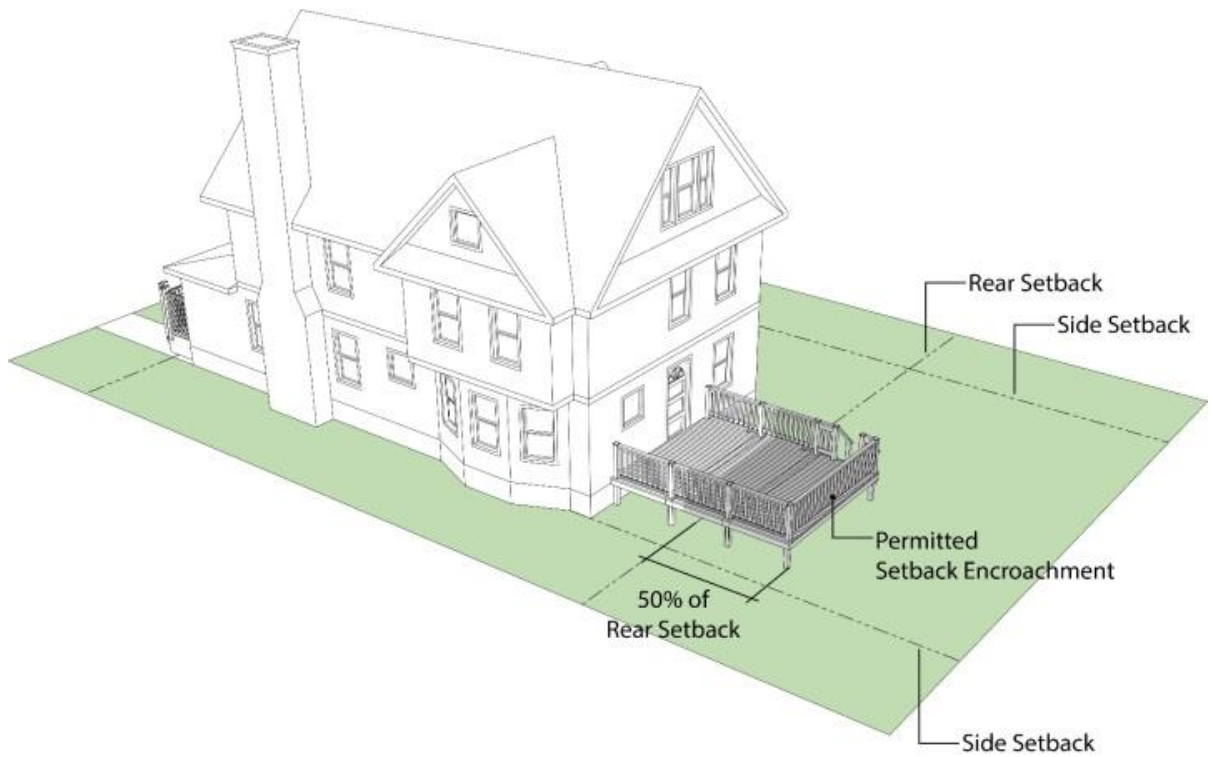 Rear Setback
Side Setback
Permitted
Setback Encroachment
50% of
Rear Setback
Side Setback